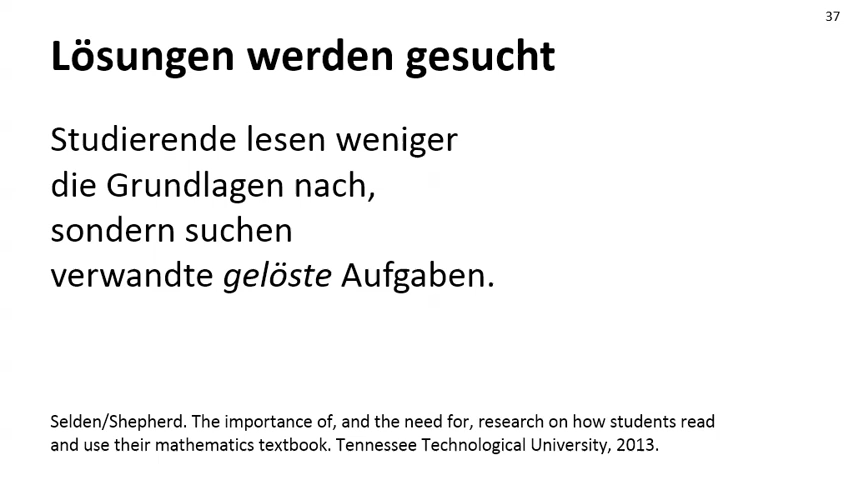 37
Lösungen werden gesucht
Studierende lesen weniger
die Grundlagen nach,
sondern suchen
verwandte gelöste Aufgaben.
Selden/Shepherd. The importance of, and the need for, research on how students read
and use their mathematics textbook. Tennessee Technological University, 2013.